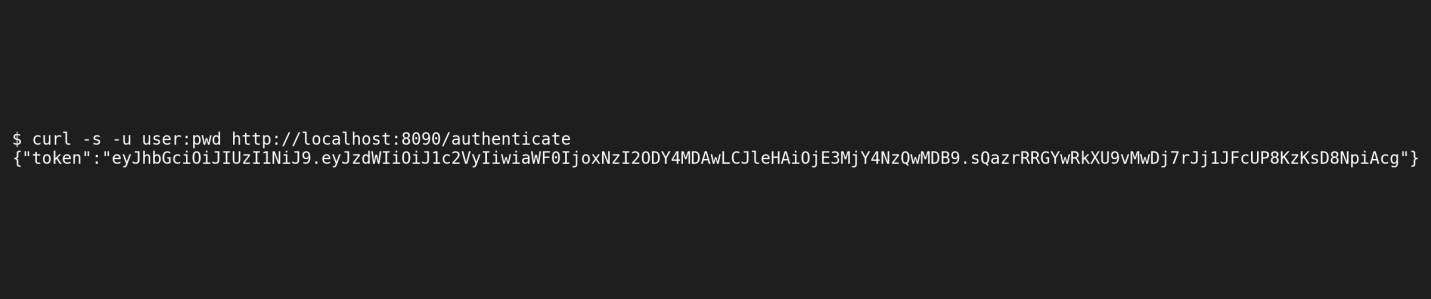 $ curl -s -u user:pwd http://localhost:8090/authenticate
{"token":"eyJhbGciOiJIUzI1NiJ9.eyJzdWIiOiJ1c2VyIiwiaWF0IjoxNzI2ODY4MDAwLCJleHAiOjE3MjY4NzQwMDB9.sQazrRRGYwRkXU9vMwDj7rJj1JFcUP8KzKsD8NpiAcg"}